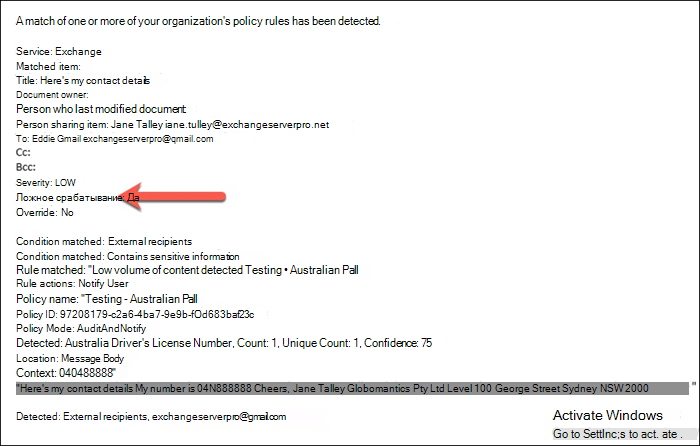 A match of one or more of your organization's policy rules has been detected.
Service: Exchange
Matched item:
Title: Here's my contact details
Document owner:
Person who last modified document
Person sharing item: Jane Talley iane.tulley@exchangeserverpro.net
To: Eddie Gmail exchangeserverpro@qmail.com
Cc:
Bcc:
Severity: LOW
Ложное срабатывание: Да
Override: No
Condition matched: External recipients
Condition matched: Contains sensitive information
Rule matched: "Low volume of content detected Testing • Australian Pall
Rule actions: Notify User
Policy name: "Testing - Australian Pall
Policy ID: 97208179-c2a6-4ba7-9e9b-fOd683baf23c
Policy Mode: AuditAndNotify
Detected: Australia Driver's License Number, Count: 1, Unique Count: 1, Confidence: 75
Location: Message Body
Context: 040488888"
"Here's my contact details My number is 04N888888 Cheers, Jane Talley Globomantics Pty Ltd Level 100 George Street Sydney NSW 2000 "
Detected: External recipients, exchangeserverpro@gmail.com
Activate Windows
Go to SettInc;s to act. ate .